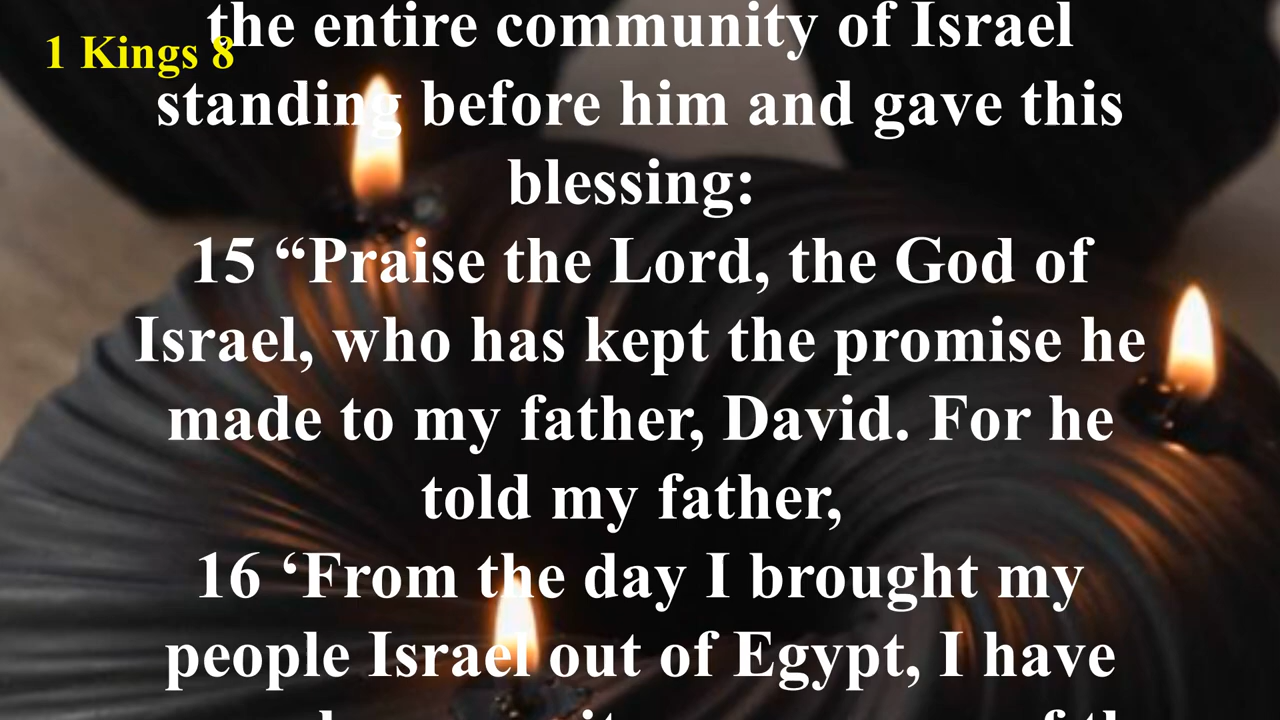 1 Kings 8
the entire community of Israel
standing before him and gave this
blessing:
15 “Praise the Lord, the God of
Israel, who has kept the promise he
made to my father, David. For he
told my father,
16 ‘From the day I brought my
people Israel out of Egypt, I have